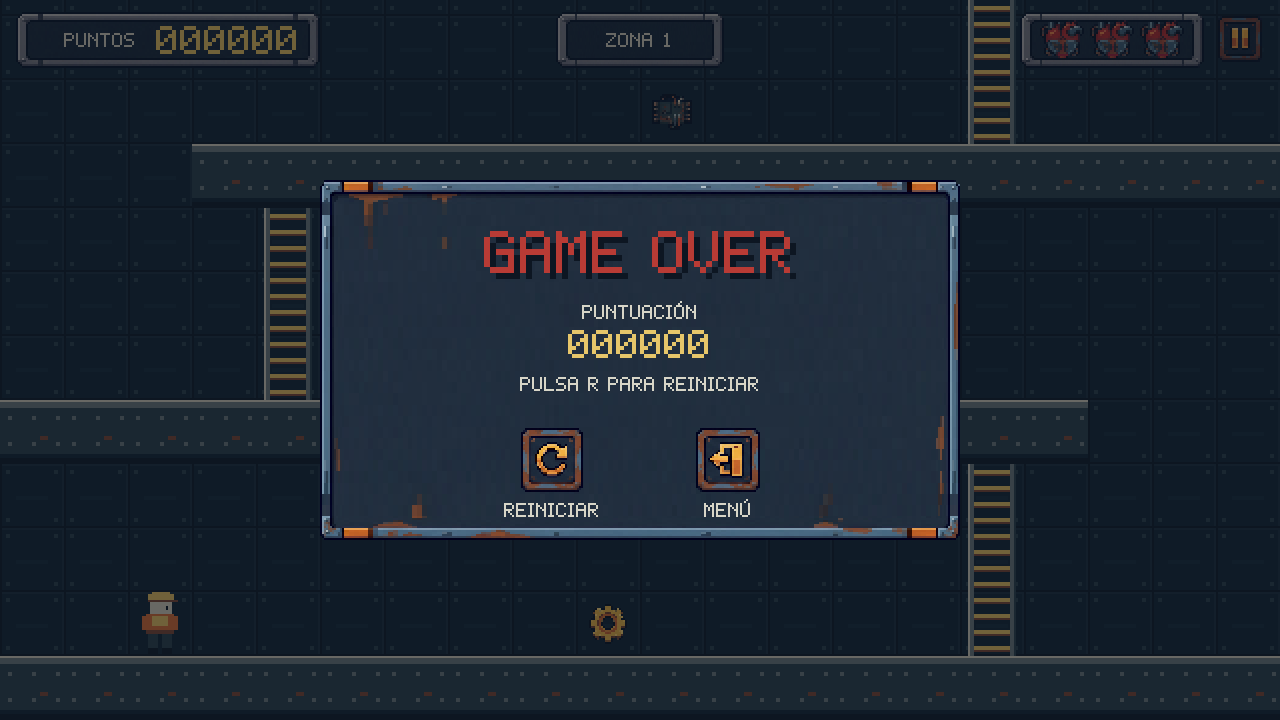 PUNTOS 000000
ZONA 1
GAME OVER
PUNTUACIÓN
000000
PULSA R PARA REINICIAR
REINICIAR
MENÚ